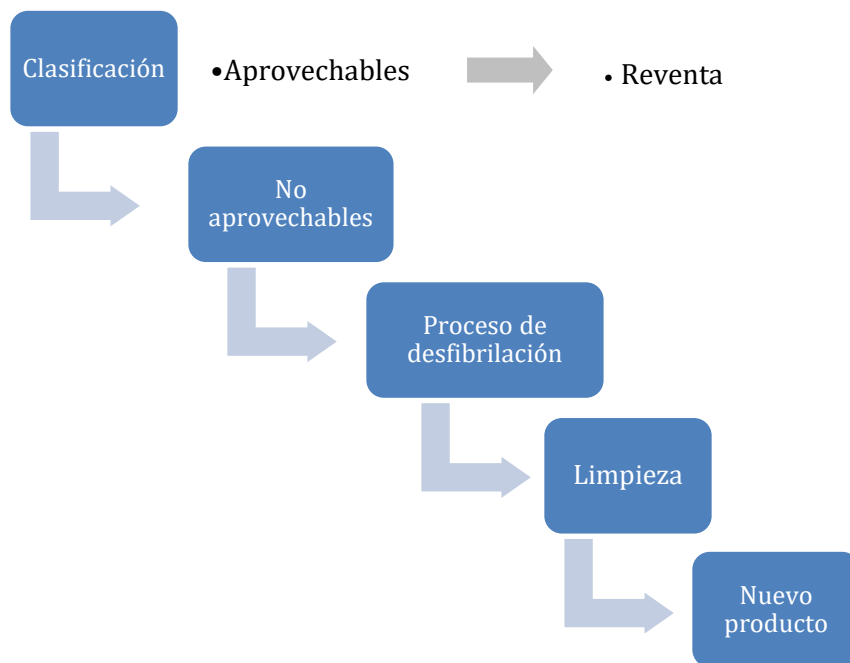 Clasificación
•Aprovechables
• Reventa
No
aprovechables
Proceso de
desfibrilación
Limpieza
Nuevo
producto